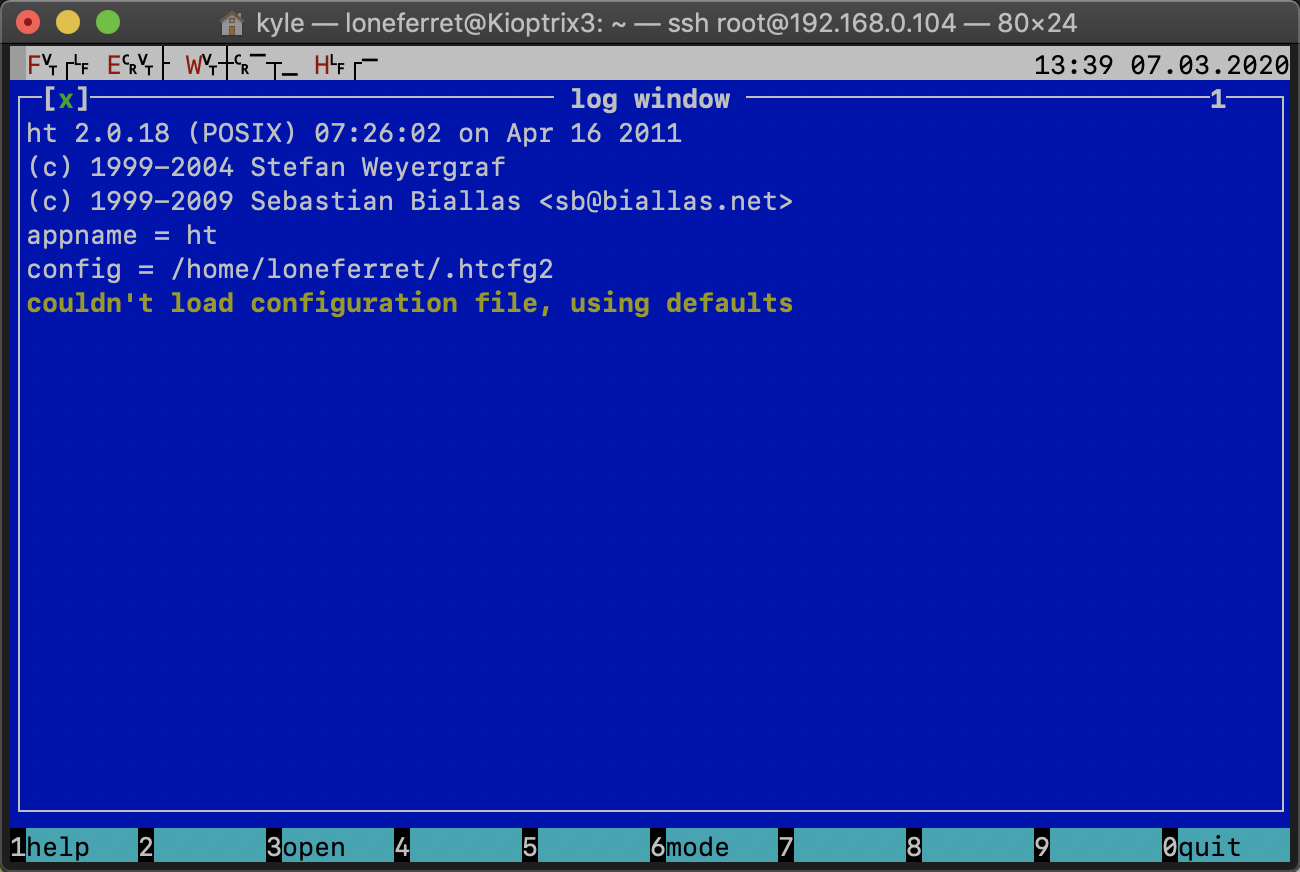 kyle — loneferret@Kioptrix3: ~ — ssh root@192.168.0.104 — 80×24
F␋┌␊ E␍␋├ W␋┼␍⎺┬⎽ H␊┌⎻ 13:39 07.03.2020
[x] log window 1
ht 2.0.18 (POSIX) 07:26:02 on Apr 16 2011
(c) 1999-2004 Stefan Weyergraf
(c) 1999-2009 Sebastian Biallas <sb@biallas.net>
appname = ht
config = /home/loneferret/.htcfg2
couldn't load configuration file, using defaults
1help 2 3open 4 5 6mode 7 8 9 0quit